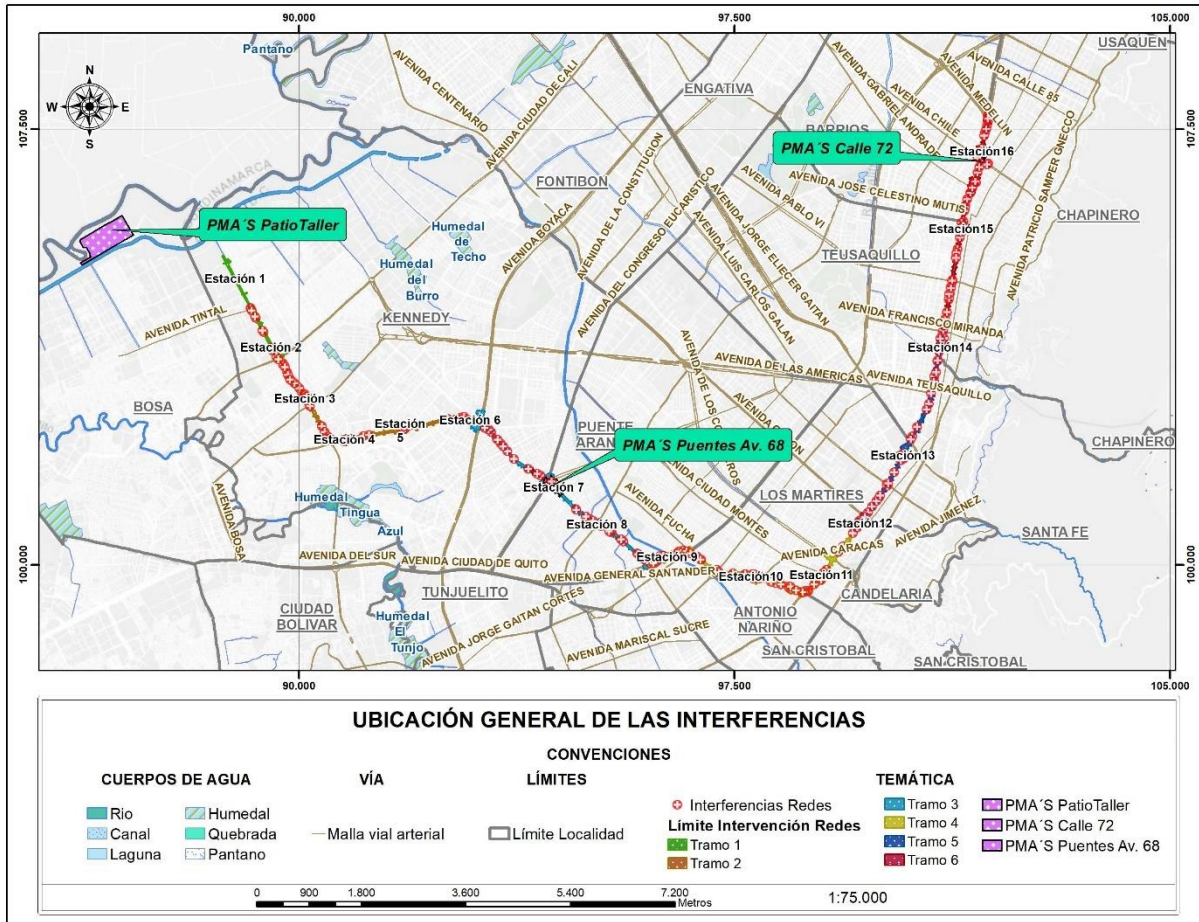 90.000
97.500
105.000
107.500
107.500
100.000
100.000
90.000
97.500
105.000
N
W
E
S
Pantano
AVENIDA CENTENARIO
AVENIDA CIUDAD DE CALI
ENGATIVA
USAQUEN
AVENIDA CALLE 85
AVENIDA MEDELLIN
AVENIDA CHILE
AVENIDA GABRIEL ANDRADE
BARRIOS
PMA´S Calle 72
Estación16
FONTIBON
AVENIDA DE LA CONSTITUCION
AVENIDA BOYACA
AVENIDA DEL CONGRESO EUCARISTICO
AVENIDA JOSE CELESTINO MUTIS
AVENIDA PABLO VI
AVENIDA JORGE ELIECER GAITAN
AVENIDA LUIS CARLOS GALAN
AVENIDA PATRICIO SAMPER GNECCO
CHAPINERO
PMA´S PatioTaller
Humedal
de
Techo
Humedal
del
Burro
Estación15
TEUSAQUILLO
Estación 1
KENNEDY
AVENIDA TINTAL
AVENIDA FRANCISCO MIRANDA
Estación 2
Estación14
AVENIDA DE LAS AMERICAS
AVENIDA TEUSAQUILLO
Estación 3
BOSA
Estación 4
Estación
5
Estación 6
PUENTE
PMA´S Puentes Av. 68
CHAPINERO
Estación13
Estación 7
Humedal
Tingua
Azul
LOS MARTIRES
AVENIDA CIUDAD MONTES
AVENIDA FUCHA
Estación 8
Estación12
AVENIDA JIMENEZ
SANTA FE
AVENIDA BOSA
AVENIDA DEL SUR
AVENIDA CIUDAD DE QUITO
Estación 9
AVENIDA CARACAS
AVENIDA GENERAL SANTANDER
Estación10
Estación11
CANDELARIA
CIUDAD
BOLIVAR
TUNJUELITO
AVENIDA JORGE GAITAN CORTES
ANTONIO
NARIÑO
Humedal
El
Tunjo
AVENIDA MARISCAL SUCRE
SAN CRISTOBAL
SAN CRISTOBAL
UBICACIÓN GENERAL DE LAS INTERFERENCIAS
CONVENCIONES
CUERPOS DE AGUA
Rio
Canal
Laguna
Humedal
Quebrada
Pantano
VÍA
Malla vial arterial
LÍMITES
Límite Localidad
TEMÁTICA
Interferencias Redes
Límite Intervención Redes
Tramo 1
Tramo 2
Tramo 3
Tramo 4
Tramo 5
Tramo 6
PMA´S PatioTaller
PMA´S Calle 72
PMA´S Puentes Av. 68
0 900 1.800 3.600 5.400 7.200
Metros
1:75.000